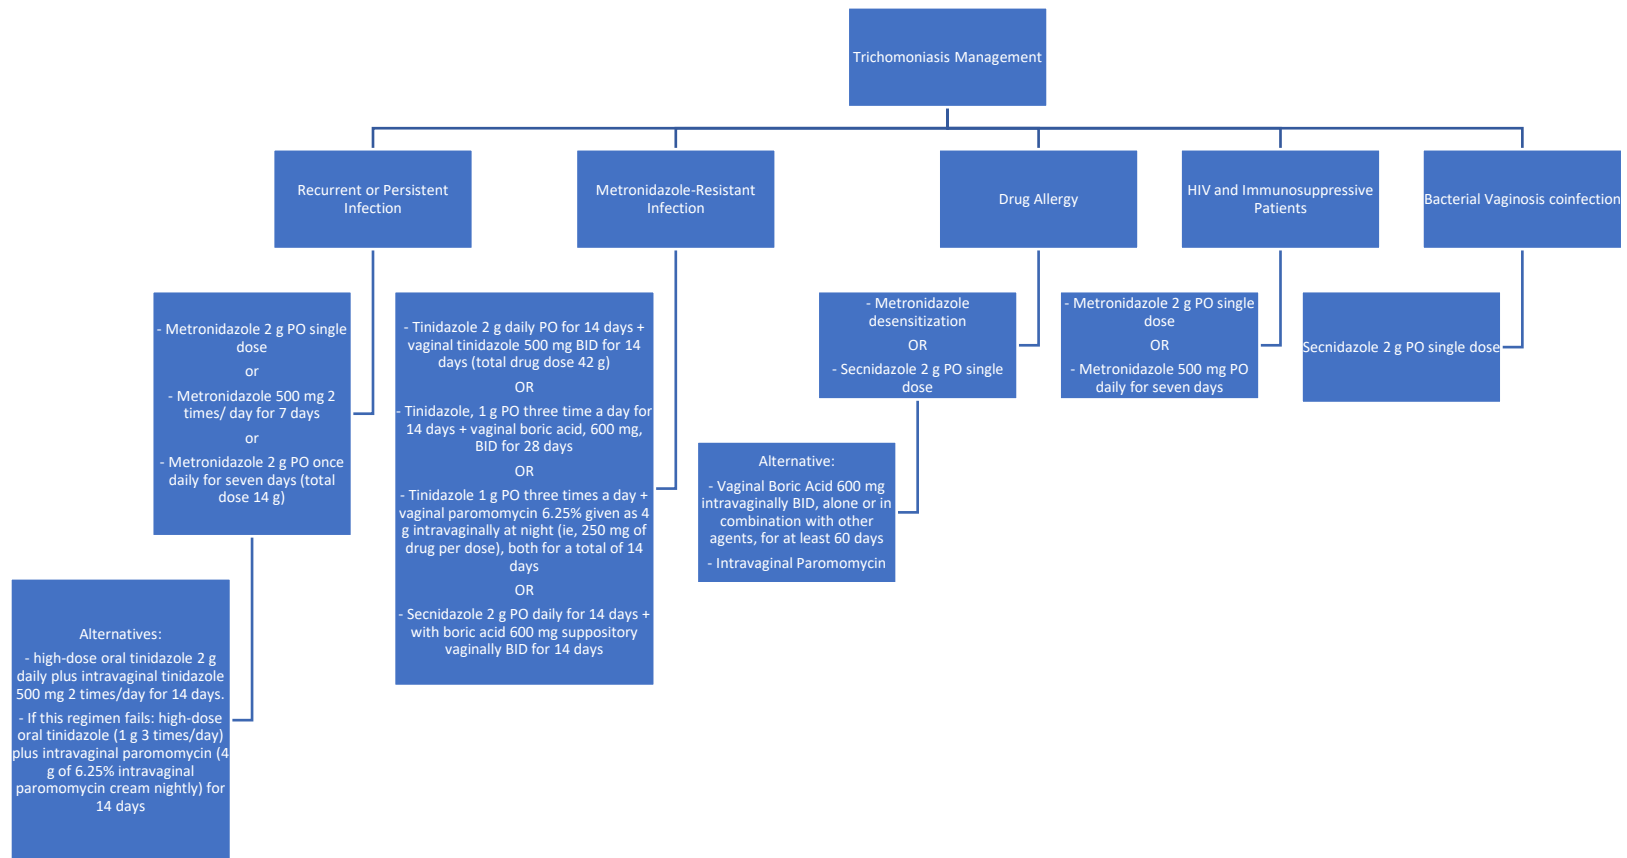 Trichomoniasis Management
Recurrent or Persistent
Infection
Metronidazole-Resistant
Infection
Drug Allergy
HIV and Immunosuppressive
Patients
Bacterial Vaginosis coinfection
- Metronidazole 2 g PO single
dose
or
- Metronidazole 500 mg 2
times/ day for 7 days
or
- Metronidazole 2 g PO once
daily for seven days (total
dose 14 g)
Alternatives:
- high-dose oral tinidazole 2 g
daily plus intravaginal tinidazole
500 mg 2 times/day for 14 days.
- If this regimen fails: high-dose
oral tinidazole (1 g 3 times/day)
plus intravaginal paromomycin (4
g of 6.25% intravaginal
paromomycin cream nightly) for
14 days
- Tinidazole 2 g daily PO for 14 days +
vaginal tinidazole 500 mg BID for 14
days (total drug dose 42 g)
OR
- Tinidazole, 1 g PO three time a day for
14 days + vaginal boric acid, 600 mg,
BID for 28 days
OR
- Tinidazole 1 g PO three times a day +
vaginal paromomycin 6.25% given as 4
g intravaginally at night (ie, 250 mg of
drug per dose), both for a total of 14
days
OR
- Secnidazole 2 g PO daily for 14 days +
with boric acid 600 mg suppository
vaginally BID for 14 days
- Metronidazole
desensitization
OR
- Secnidazole 2 g PO single
dose
Alternative:
- Vaginal Boric Acid 600 mg
intravaginally BID, alone or in
combination with other
agents, for at least 60 days
- Intravaginal Paromomycin
- Metronidazole 2 g PO single
dose
OR
- Metronidazole 500 mg PO
daily for seven days
Secnidazole 2 g PO single dose